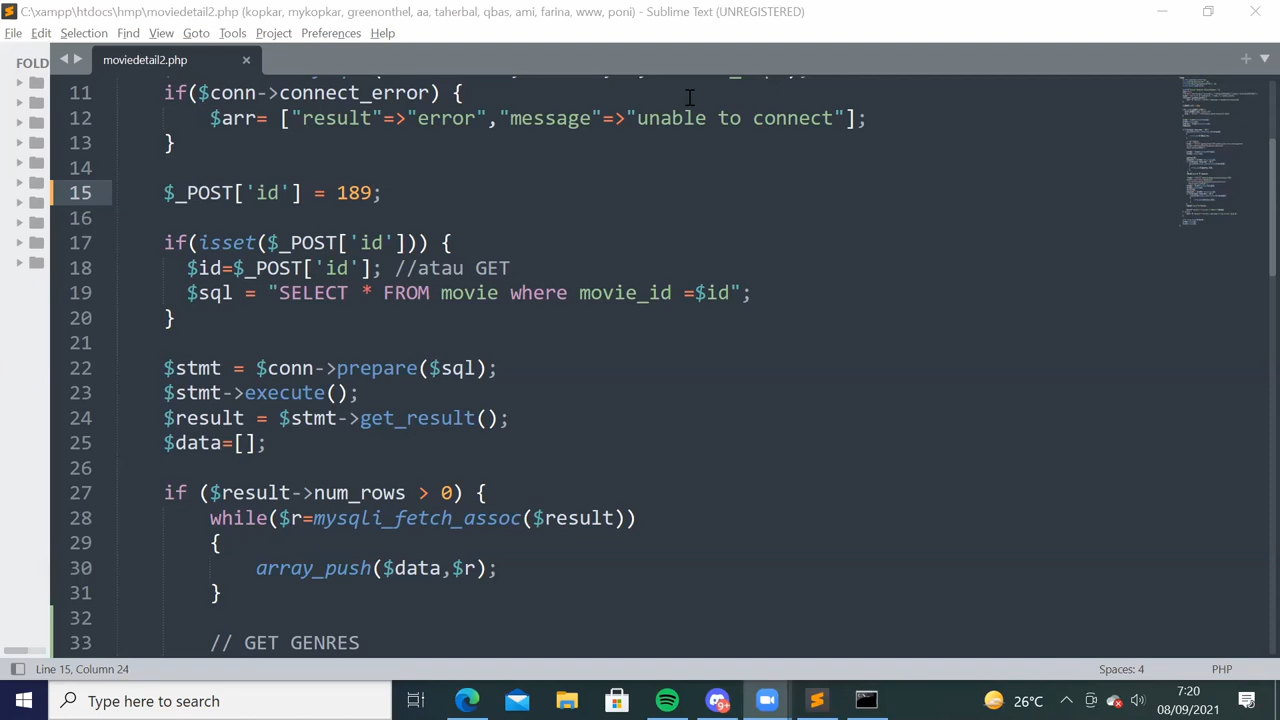 C:\xampp\htdocs\hmp\moviedetail2.php (kopkar, mykopkar, greenonthel, aa, taherbal, qbas, ami, farina, www, poni) - Sublime Text (UNREGISTERED)
File Edit Selection Find View Goto Tools Project Preferences Help
FOLD
moviedetail2.php
11 if($conn->connect_error) {
12 $arr= ["result"=>"error","message"=>"unable to connect"];
13 }
14
15 $_POST['id'] = 189;
16
17 if(isset($_POST['id'])) {
18 $id=$_POST['id']; //atau GET
19 $sql = "SELECT * FROM movie where movie_id =$id";
20 }
21
22 $stmt = $conn->prepare($sql);
23 $stmt->execute();
24 $result = $stmt->get_result();
25 $data=[];
26
27 if ($result->num_rows > 0) {
28 while($r=mysqli_fetch_assoc($result))
29 {
30 array_push($data,$r);
31 }
32
33 // GET GENRES
Line 15, Column 24
Spaces: 4
PHP
Type here to search
9+
26°C
7:20
08/09/2021